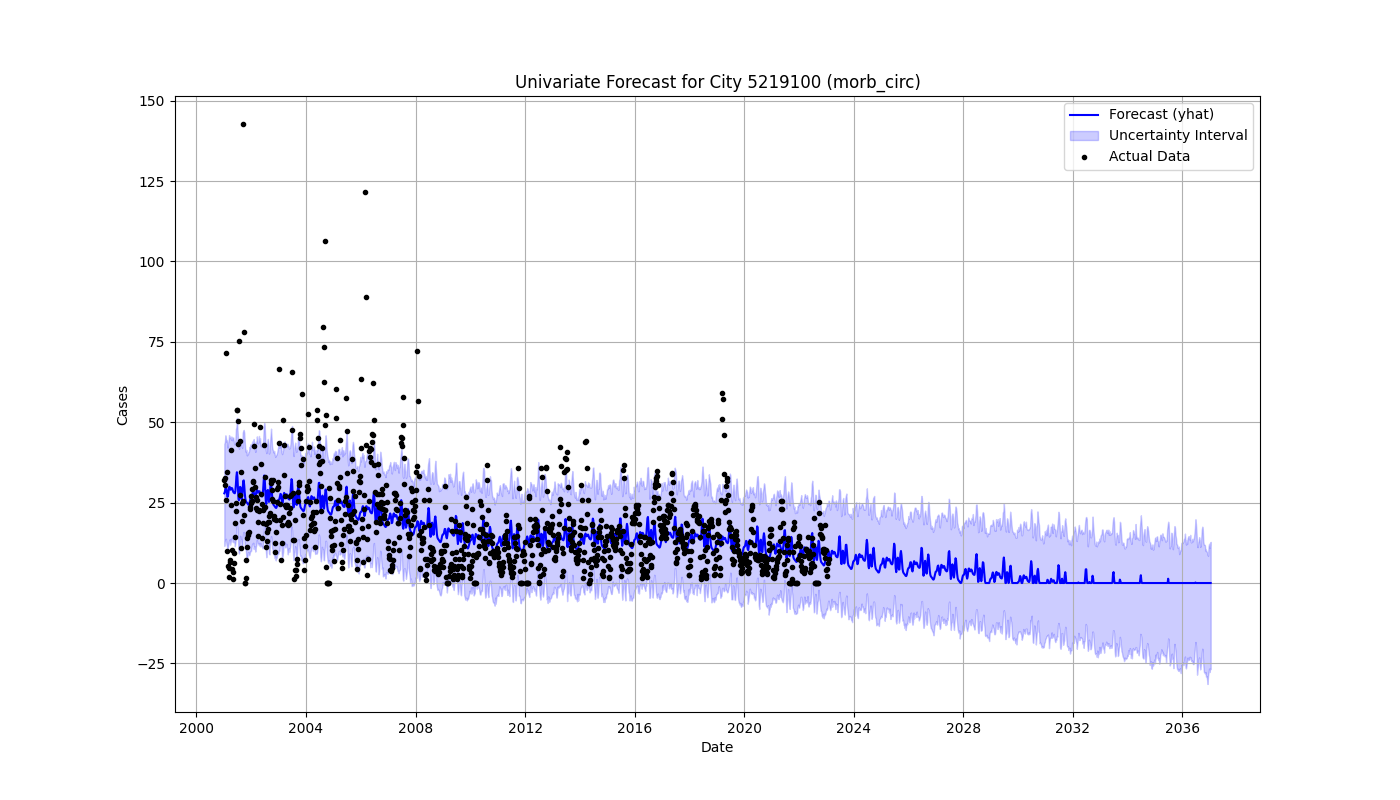 Univariate Forecast for City 5219100 (morb_circ)
Forecast (yhat)
Uncertainty Interval
Actual Data
Cases
150
125
100
75
50
25
0
−25
2000 2004 2008 2012 2016 2020 2024 2028 2032 2036
Date